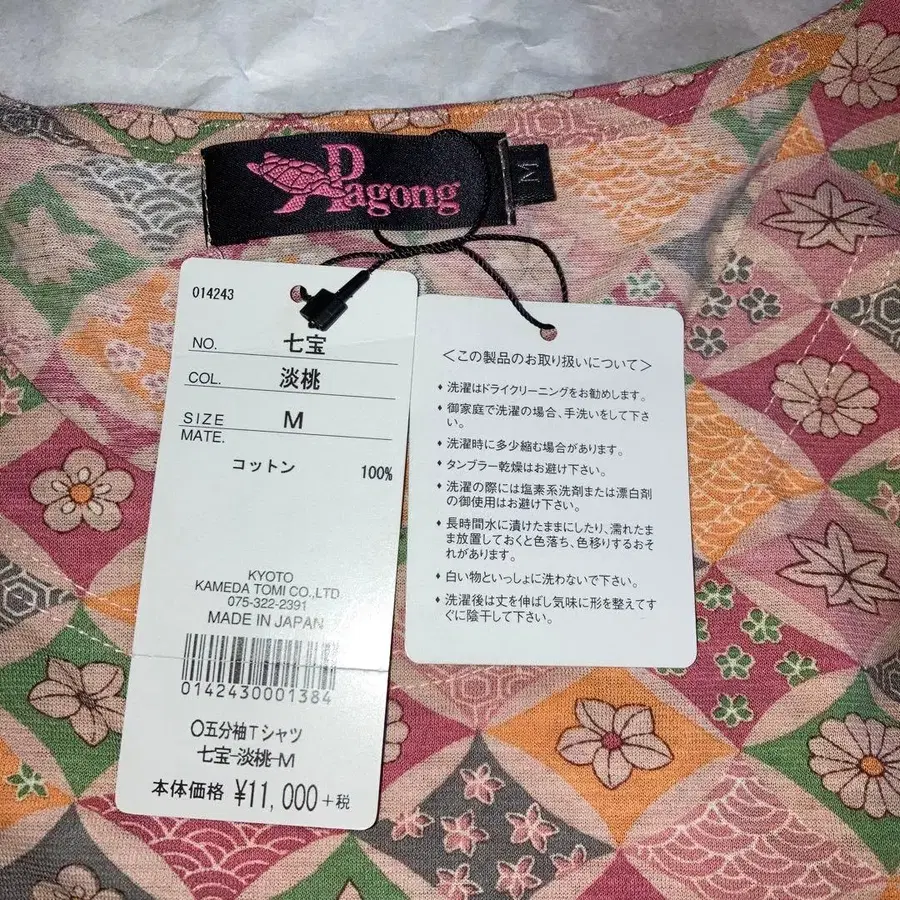 Pagong
M
014243
NO. 七宝
COL. 淡桃
SIZE M
MATE.
コットン 100%
KYOTO
KAMEDA TOMI CO.,LTD
075-322-2391
MADE IN JAPAN
0142430001384
〇五分袖Tシャツ
七宝-淡桃-M
本体価格 ¥11,000+税
＜この製品のお取り扱いについて＞
♦洗濯はドライクリーニングをお勧めします。
♦御家庭で洗濯の場合、手洗いをして下さ
い。
♦洗濯時に多少縮む場合があります。
♦タンブラー乾燥はお避け下さい。
♦洗濯の際には塩素系洗剤または漂白剤
の御使用はお避け下さい。
♦長時間水に漬けたままにしたり、濡れたま
ま放置しておくと色落ち、色移りするおそ
れがあります。
♦白い物といっしょに洗わないで下さい。
♦洗濯後は丈を伸ばし気味に形を整えてす
ぐに陰干して下さい。